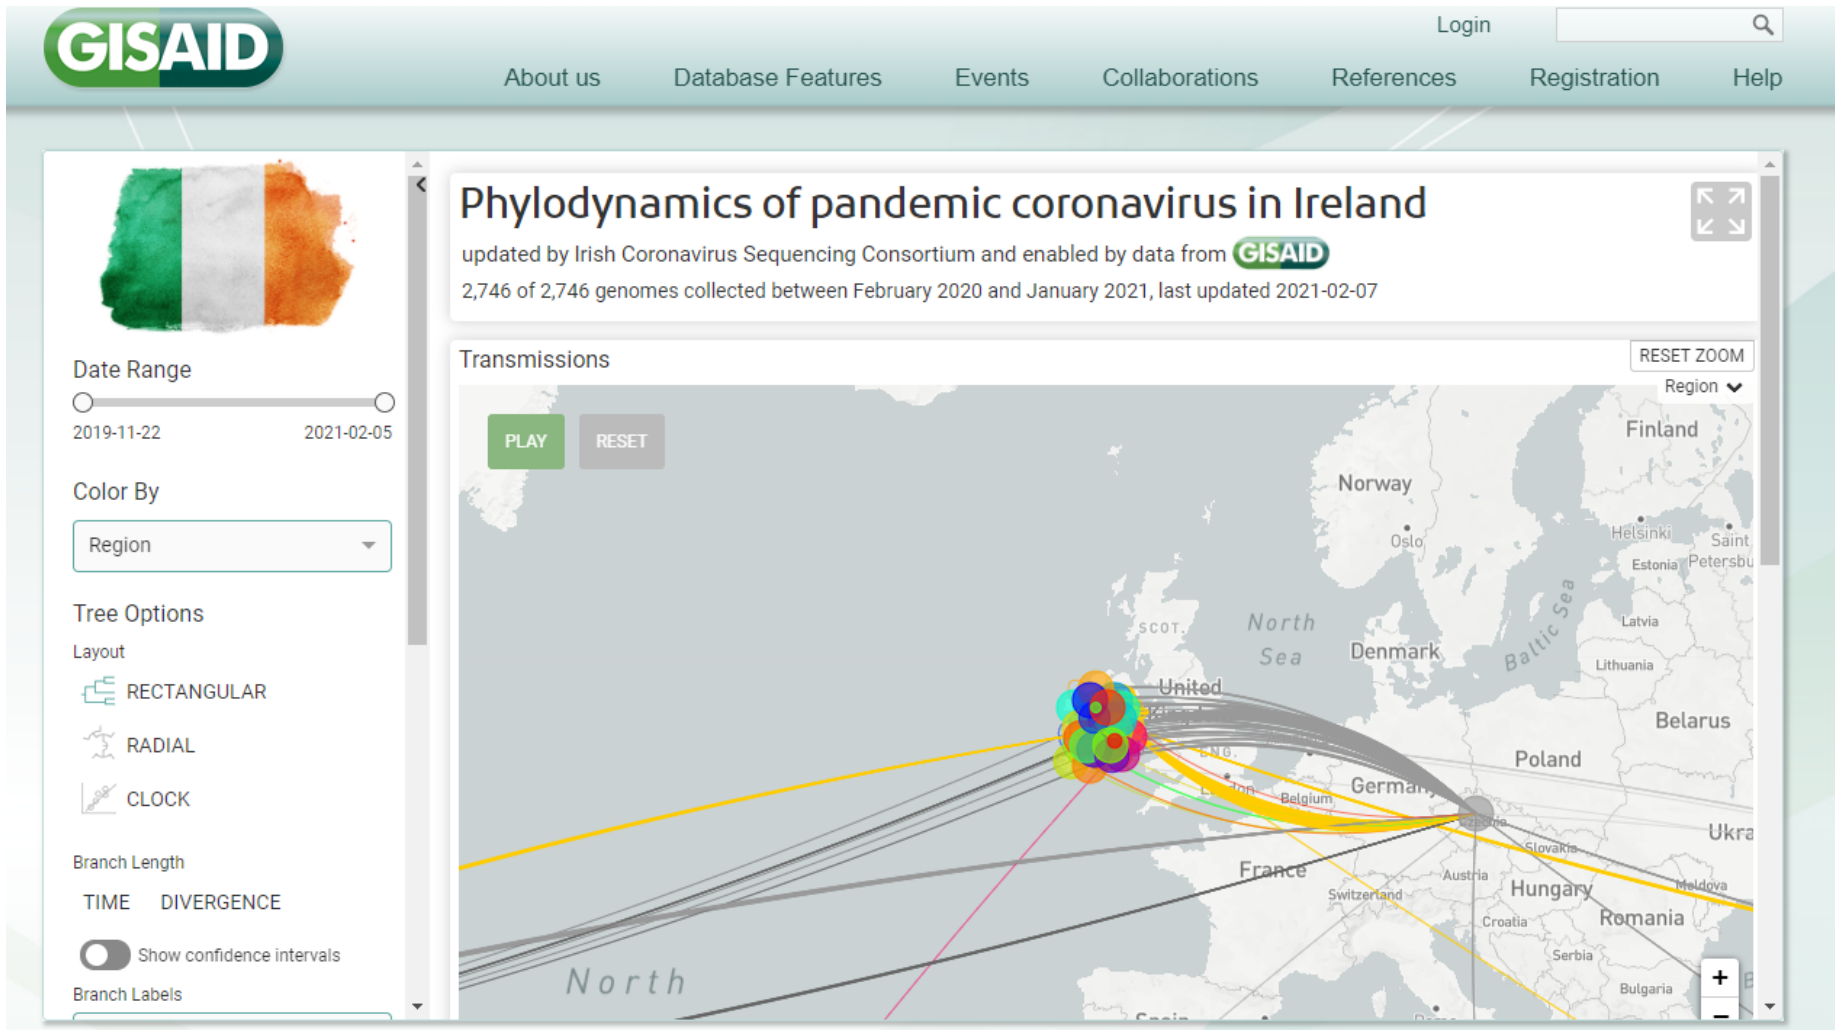 GISAID
Login
About us
Database Features
Events
Collaborations
References
Registration
Help
Date Range
2019-11-22
2021-02-05
Color By
Region
Tree Options
Layout
RECTANGULAR
RADIAL
CLOCK
Branch Length
TIME DIVERGENCE
Show confidence intervals
Branch Labels
Phylodynamics of pandemic coronavirus in Ireland
updated by Irish Coronavirus Sequencing Consortium and enabled by data from GISAID
2,746 of 2,746 genomes collected between February 2020 and January 2021, last updated 2021-02-07
Transmissions
RESET ZOOM
Region
PLAY
RESET
Finland
Norway
Helsinki
Oslo
Saint
Estonia
Baltic Sea
SCOT.
North
Sea
Denmark
Latvia
Lithuania
United
Belarus
ENG.
Poland
London
Belgium
Czechia
Slovakia
France
Austria
Switzerland
Hungary
Moldova
Croatia
Romania
Serbia
North
Bulgaria
+
−